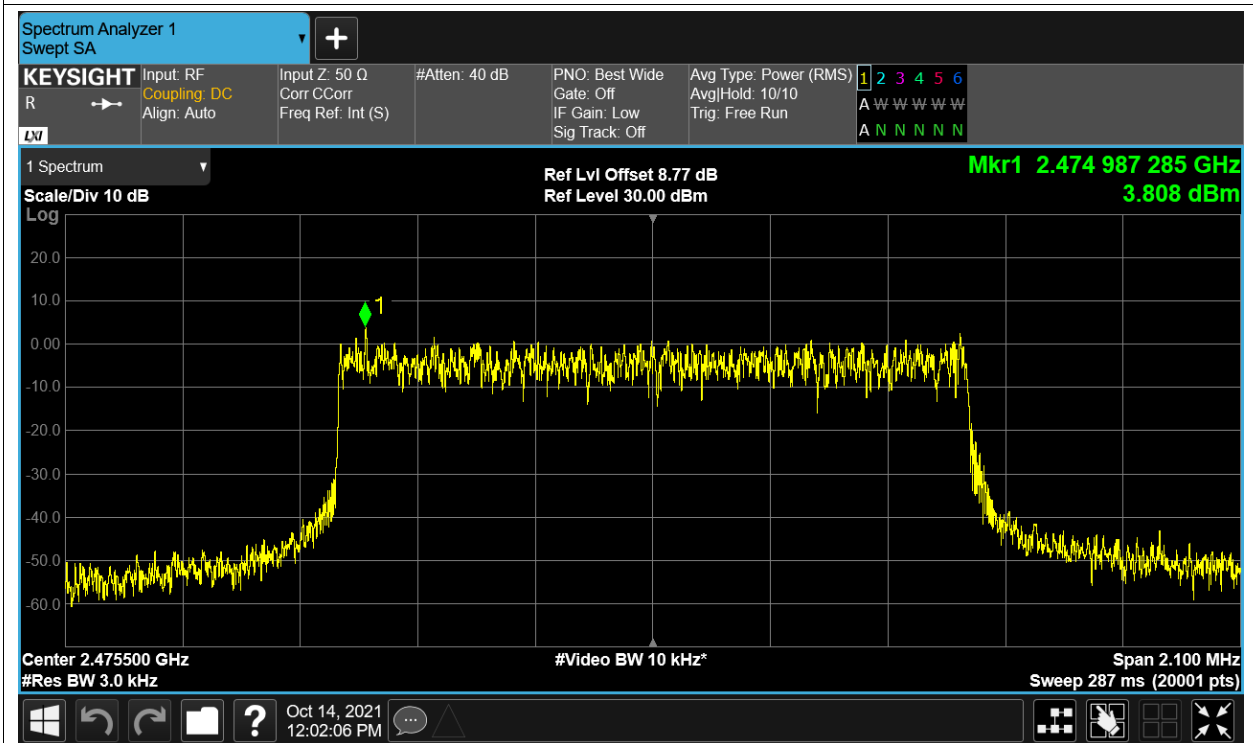 Spectrum Analyzer 1
Swept SA
KEYSIGHT
R
LXI
Input: RF
Coupling: DC
Align: Auto
Input Z: 50 Ω
Corr CCorr
Freq Ref: Int (S)
#Atten: 40 dB
PNO: Best Wide
Gate: Off
IF Gain: Low
Sig Track: Off
Avg Type: Power (RMS)
Avg|Hold: 10/10
Trig: Free Run
1 2 3 4 5 6
A W W W W W
A N N N N N
1 Spectrum
Scale/Div 10 dB
Log
Ref Lvl Offset 8.77 dB
Ref Level 30.00 dBm
Mkr1 2.474 987 285 GHz
3.808 dBm
20.0
10.0
1
0.00
-10.0
-20.0
-30.0
-40.0
-50.0
-60.0
Center 2.475500 GHz
#Res BW 3.0 kHz
#Video BW 10 kHz*
Span 2.100 MHz
Sweep 287 ms (20001 pts)
?
Oct 14, 2021
12:02:06 PM